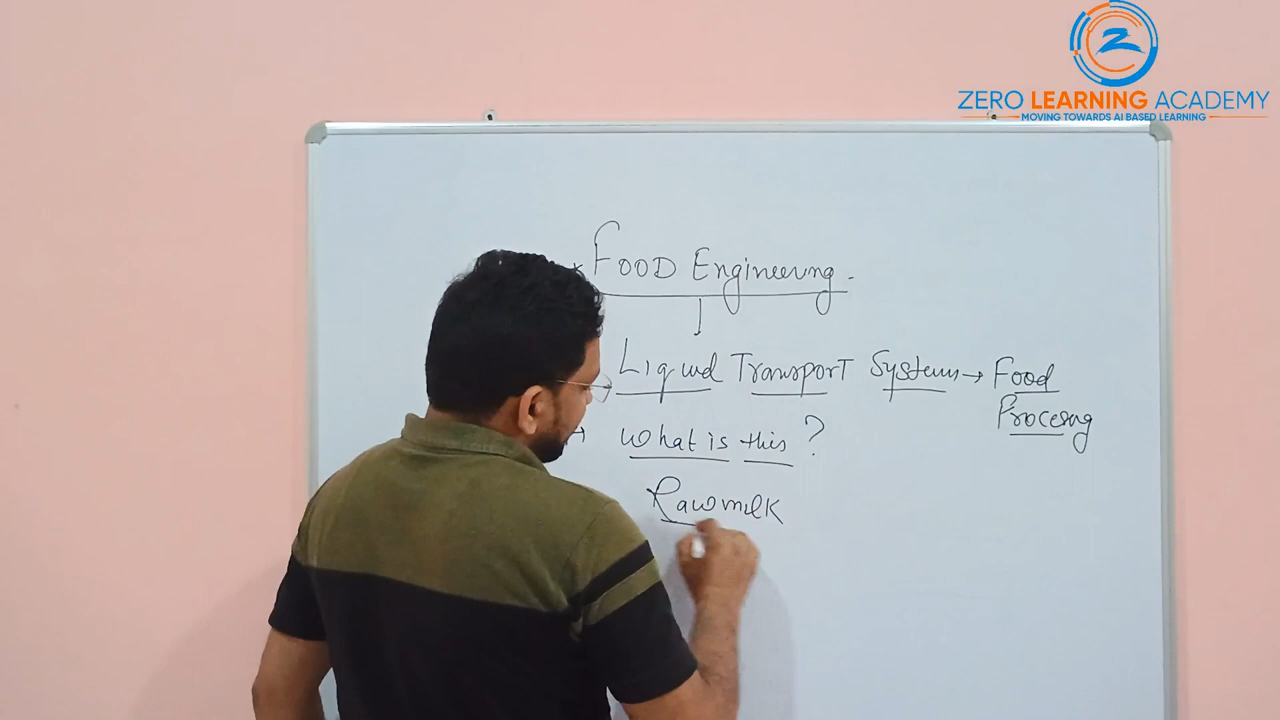 ZERO LEARNING ACADEMY
MOVING TOWARDS AI BASED LEARNING
FOOD Engineering.
Liquid Transport Systems → Food
Processing
What is this ?
Raw milk